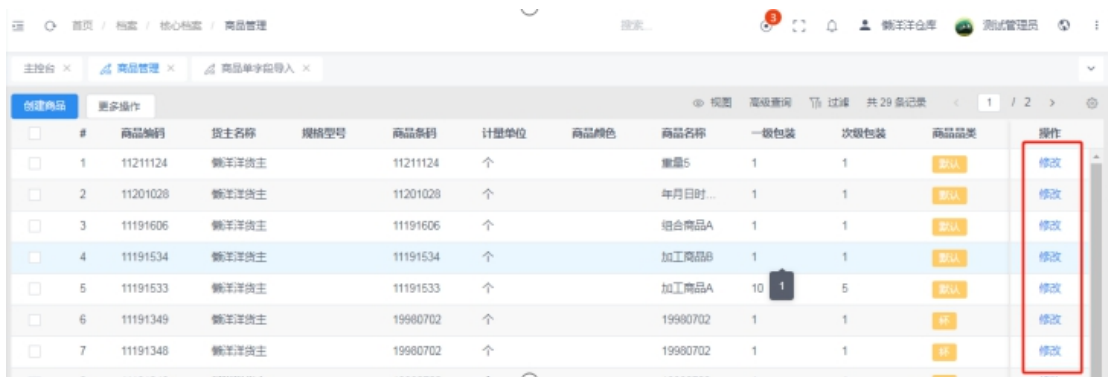 首页 / 档案 / 核心档案 / 商品管理 搜索... 3 懒洋洋仓库 测试管理员
主控台 × 商品管理 × 商品单字段导入 ×
创建商品 更多操作 视图 高级查询 过滤 共 29 条记录 < 1 / 2 >
# 商品编码 货主名称 规格型号 商品条码 计量单位 商品颜色 商品名称 一级包装 次级包装 商品品类 操作
1 11211124 懒洋洋货主 11211124 个 重量5 1 1 默认 修改
2 11201028 懒洋洋货主 11201028 个 年月日时... 1 1 默认 修改
3 11191606 懒洋洋货主 11191606 个 组合商品A 1 1 默认 修改
4 11191534 懒洋洋货主 11191534 个 加工商品B 1 1 默认 修改
5 11191533 懒洋洋货主 11191533 个 加工商品A 10 1 5 默认 修改
6 11191349 懒洋洋货主 19980702 个 19980702 1 1 杯 修改
7 11191348 懒洋洋货主 19980702 个 19980702 1 1 杯 修改